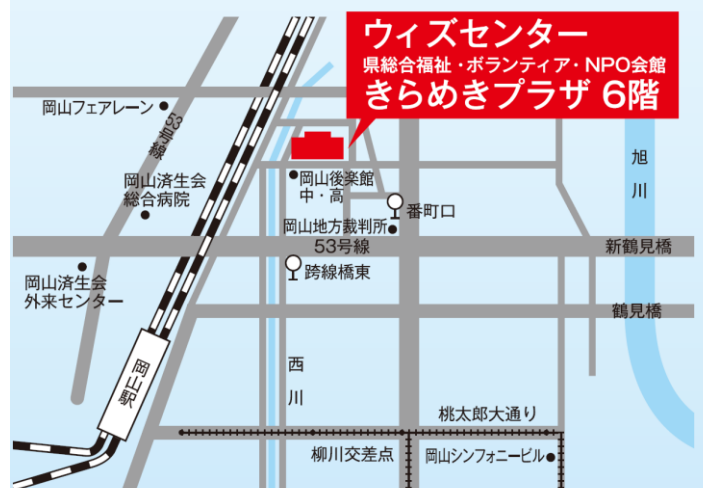 ウィズセンター
県総合福祉・ボランティア・NPO会館
きらめきプラザ 6階
岡山フェアレーン
53号線
旭川
岡山済生会
総合病院
岡山後楽館
中・高
番町口
岡山地方裁判所
53号線
新鶴見橋
跨線橋東
岡山済生会
外来センター
鶴見橋
岡山駅
西川
桃太郎大通り
柳川交差点
岡山シンフォニービル